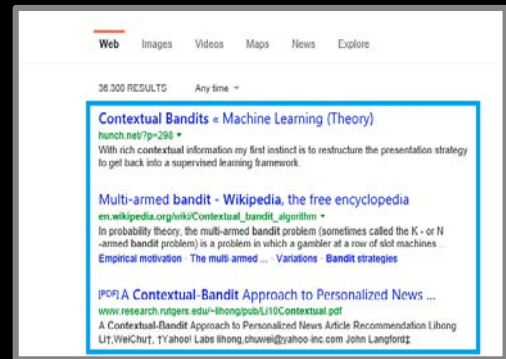 Web Images Videos Maps News Explore
36,300 RESULTS Any time
Contextual Bandits « Machine Learning (Theory)
hunch.net/?p=298
With rich contextual information my first instinct is to restructure the presentation strategy
to get back into a supervised learning framework.
Multi-armed bandit - Wikipedia, the free encyclopedia
en.wikipedia.org/wiki/Contextual_bandit_algorithm
In probability theory, the multi-armed bandit problem (sometimes called the K - or N
-armed bandit problem) is a problem in which a gambler at a row of slot machines ...
Empirical motivation · The multi-armed ... · Variations · Bandit strategies
[PDF] A Contextual-Bandit Approach to Personalized News ...
www.research.rutgers.edu/~lihong/pub/Li10Contextual.pdf
A Contextual-Bandit Approach to Personalized News Article Recommendation Lihong
Li†,WeiChu†, †Yahoo! Labs lihong,chuwei@yahoo-inc.com John Langford‡